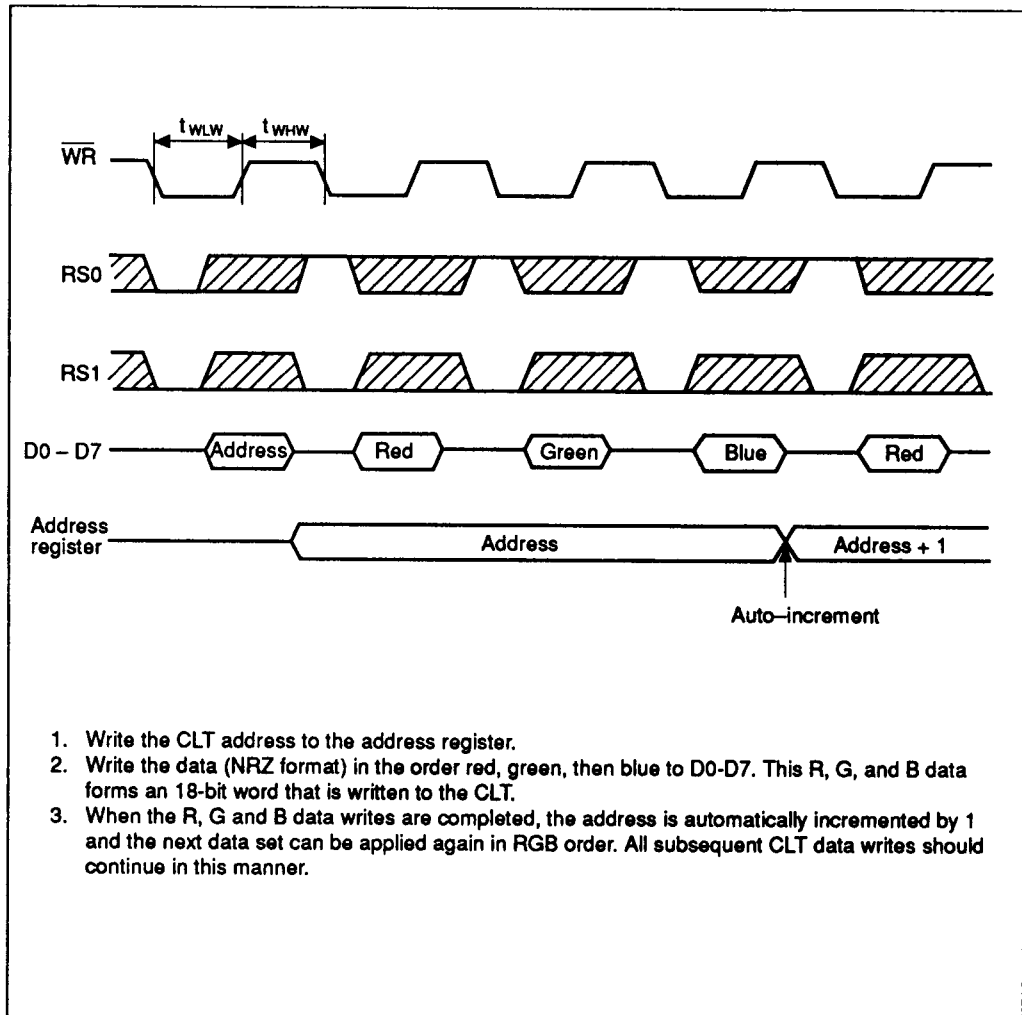 t WLW
t WHW
WR
RS0
RS1
D0 – D7
Address
Red
Green
Blue
Red
Address
register
Address
Address + 1
Auto–increment
1. Write the CLT address to the address register.
2. Write the data (NRZ format) in the order red, green, then blue to D0-D7. This R, G, and B data
forms an 18-bit word that is written to the CLT.
3. When the R, G and B data writes are completed, the address is automatically incremented by 1
and the next data set can be applied again in RGB order. All subsequent CLT data writes should
continue in this manner.